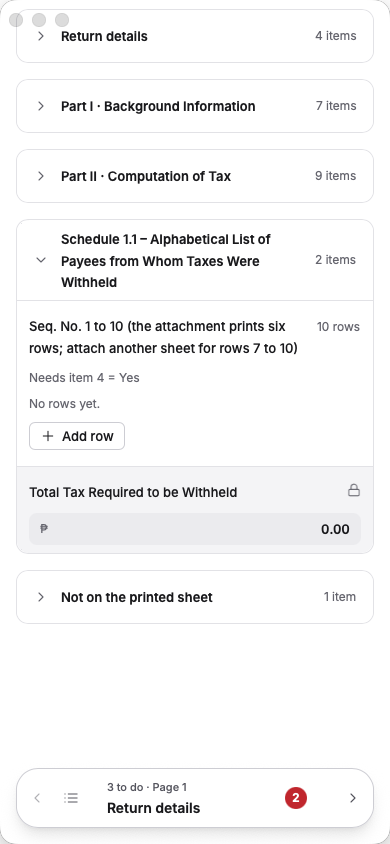 Return details
4 items
Part I · Background Information
7 items
Part II · Computation of Tax
9 items
Schedule 1.1 – Alphabetical List of
Payees from Whom Taxes Were
Withheld
2 items
Seq. No. 1 to 10 (the attachment prints six
rows; attach another sheet for rows 7 to 10)
10 rows
Needs item 4 = Yes
No rows yet.
Add row
Total Tax Required to be Withheld
₱
0.00
Not on the printed sheet
1 item
3 to do · Page 1
Return details
2